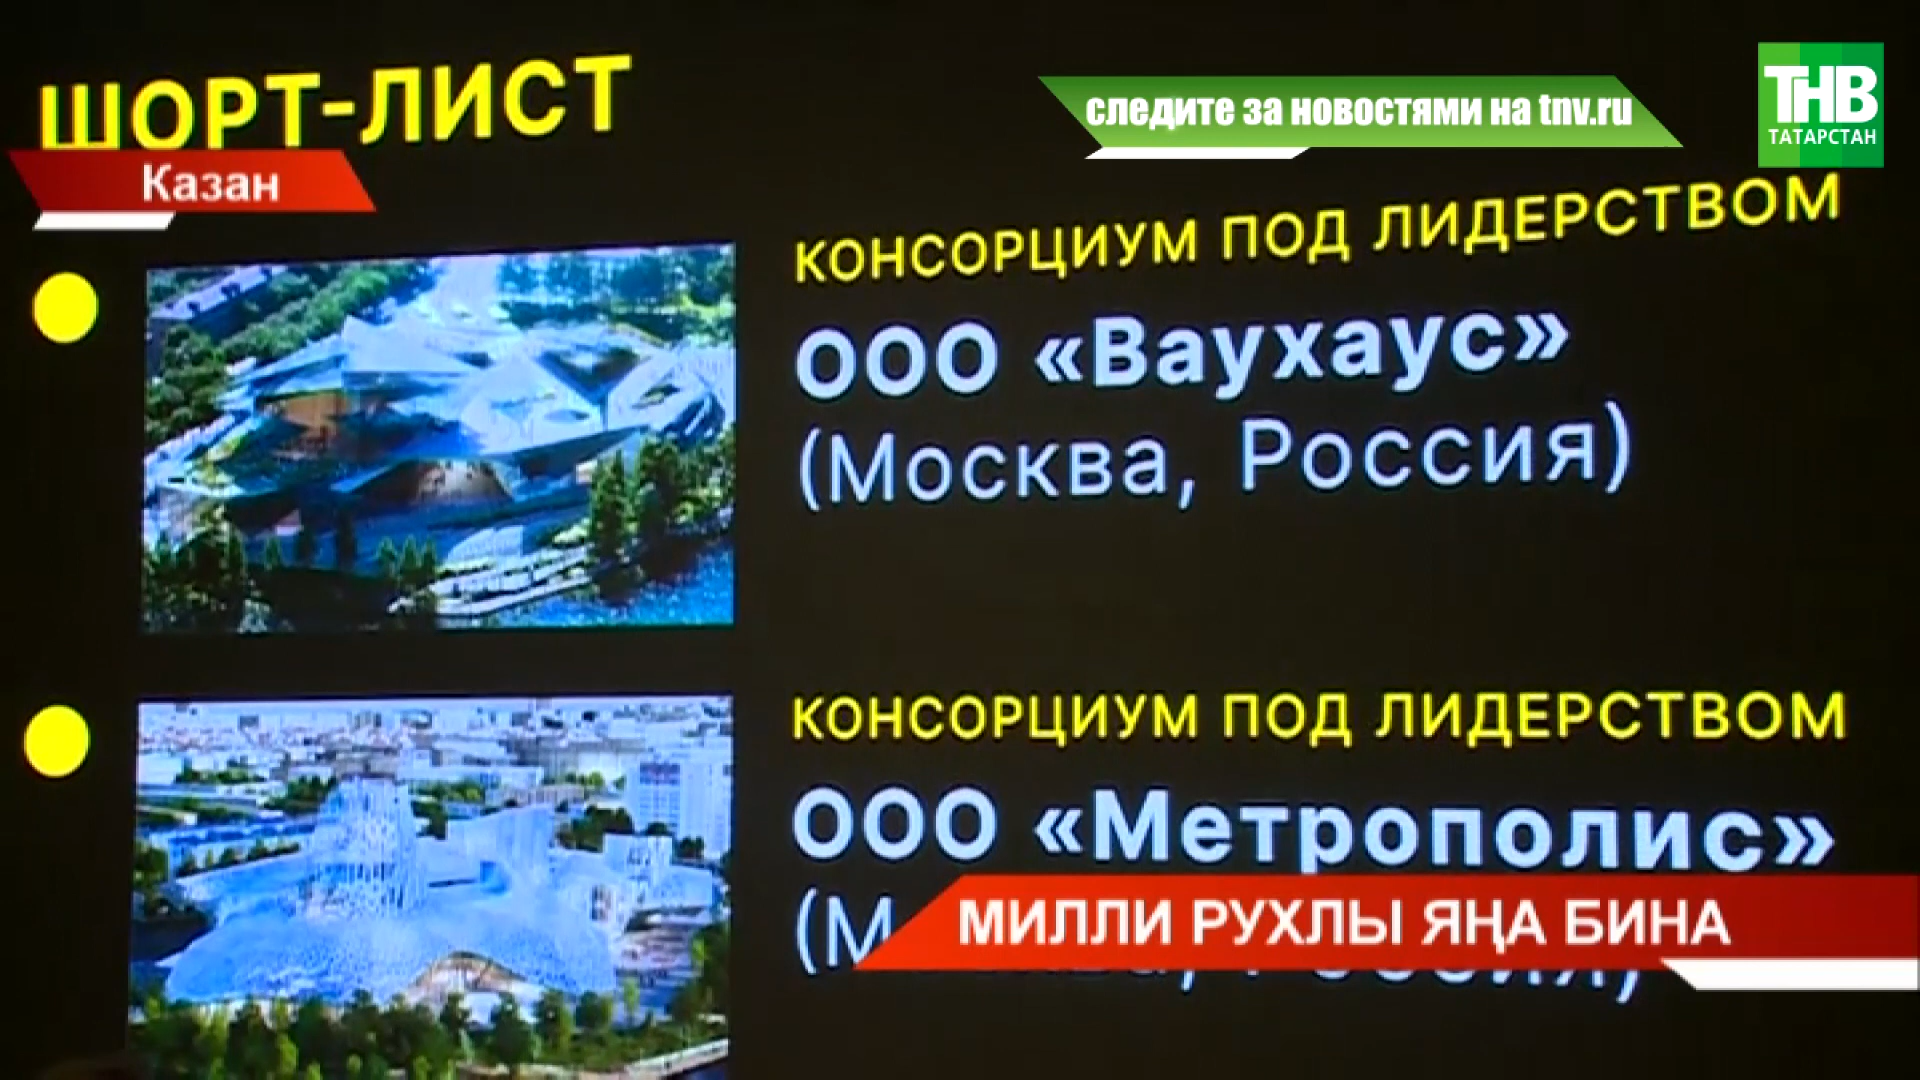 ШОРТ-ЛИСТ
следите за новостями на tnv.ru
ТНВ
ТАТАРСТАН
Казан
КОНСОРЦИУМ ПОД ЛИДЕРСТВОМ
ООО «Ваухаус»
(Москва, Россия)
КОНСОРЦИУМ ПОД ЛИДЕРСТВОМ
ООО «Метрополис»
МИЛЛИ РУХЛЫ ЯҢА БИНА